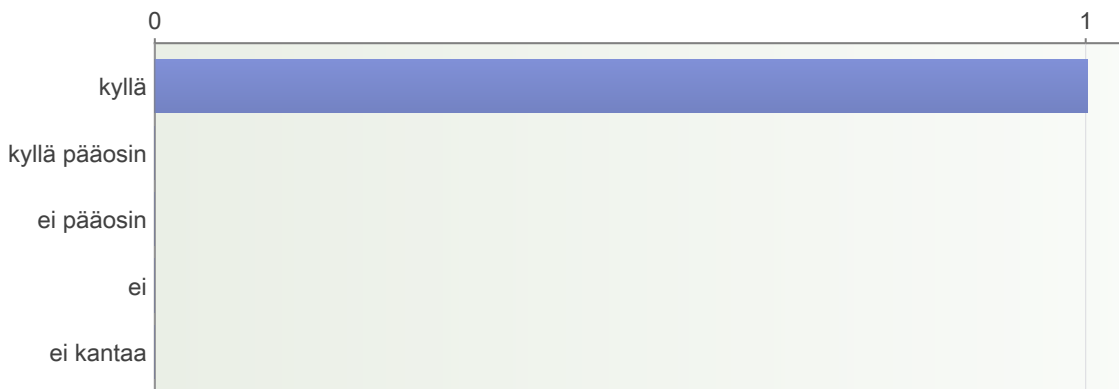 0 1
kyllä
kyllä pääosin
ei pääosin
ei
ei kantaa